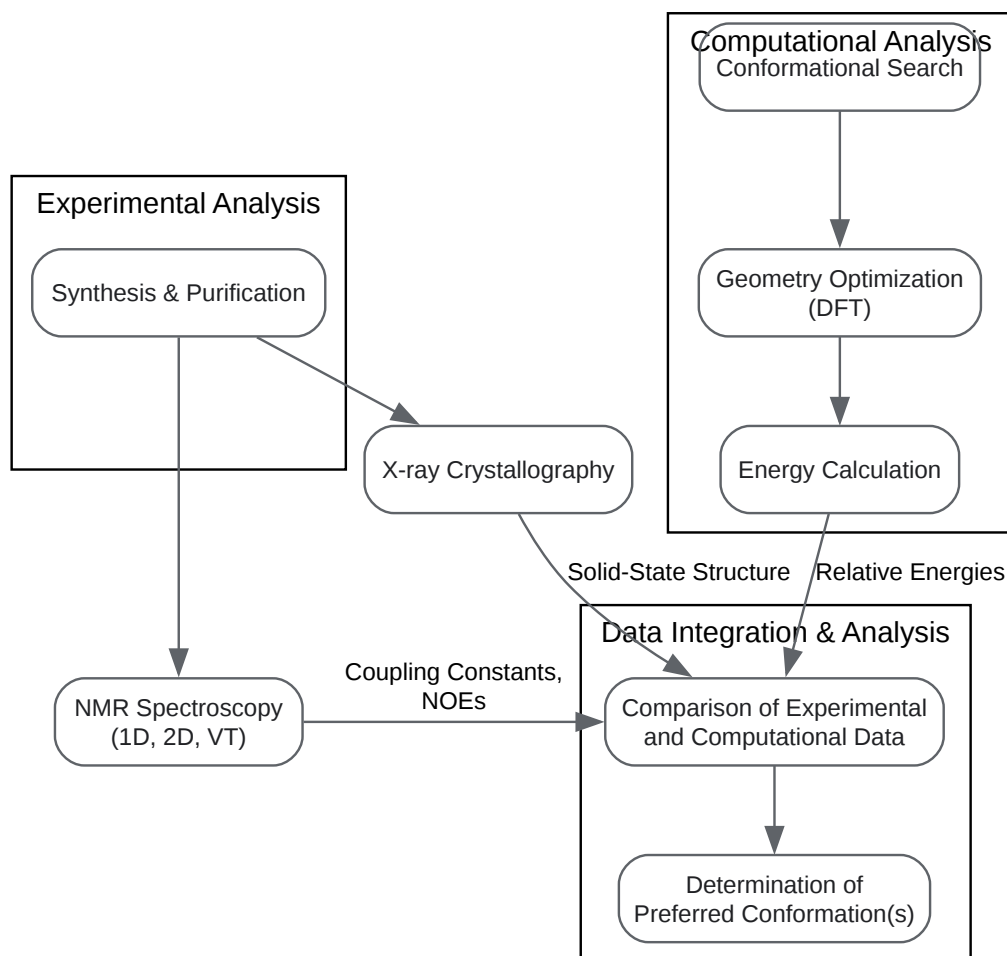 Computational Analysis
Conformational Search
Experimental Analysis
Synthesis & Purification
Geometry Optimization
(DFT)
X-ray Crystallography
Energy Calculation
Solid-State Structure
Relative Energies
Data Integration & Analysis
Coupling Constants,
NOEs
NMR Spectroscopy
(1D, 2D, VT)
Comparison of Experimental
and Computational Data
Determination of
Preferred Conformation(s)